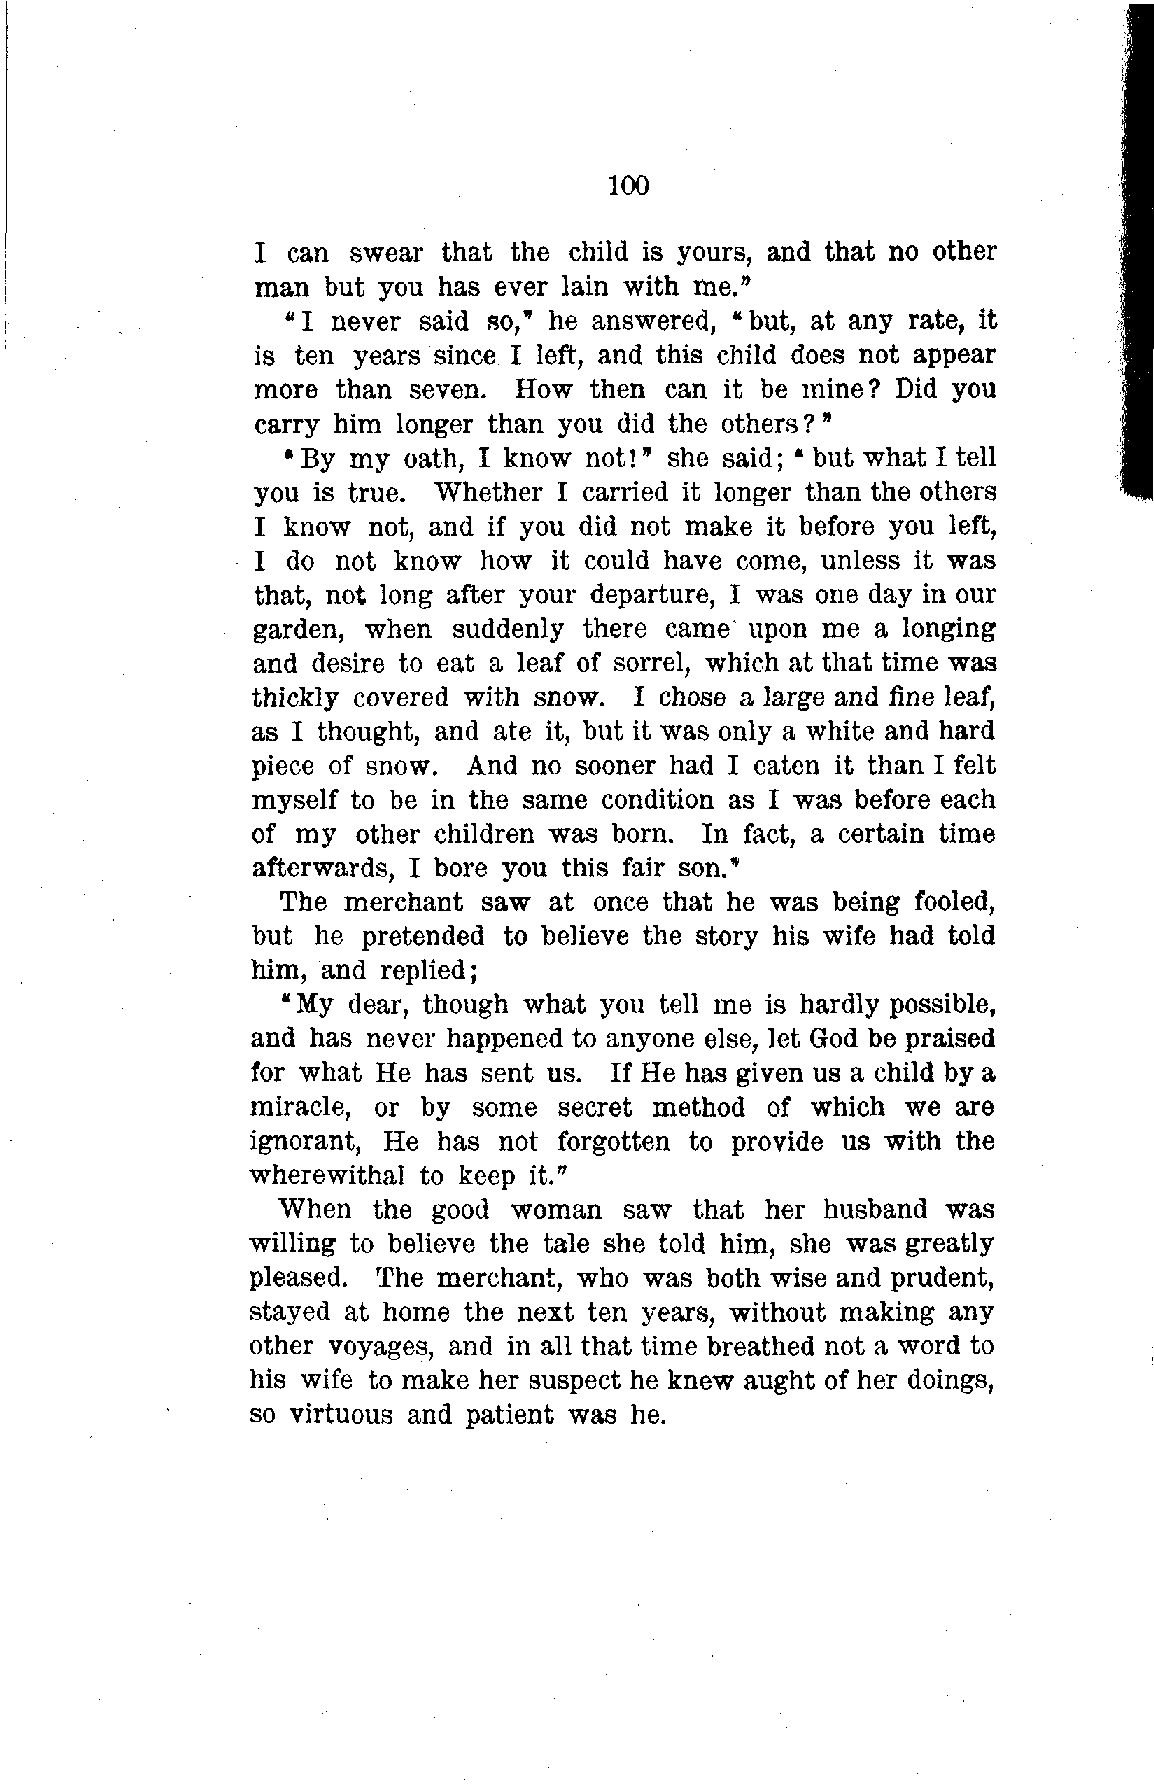 100
I can swear that the child is yours, and that no other
man but you has ever lain with me."
"I never said so," he answered, "but, at any rate, it
is ten years since I left, and this child does not appear
more than seven. How then can it be mine? Did you
carry him longer than you did the others?"
"By my oath, I know not!" she said; "but what I tell
you is true. Whether I carried it longer than the others
I know not, and if you did not make it before you left,
I do not know how it could have come, unless it was
that, not long after your departure, I was one day in our
garden, when suddenly there came upon me a longing
and desire to eat a leaf of sorrel, which at that time was
thickly covered with snow. I chose a large and fine leaf,
as I thought, and ate it, but it was only a white and hard
piece of snow. And no sooner had I eaten it than I felt
myself to be in the same condition as I was before each
of my other children was born. In fact, a certain time
afterwards, I bore you this fair son."
The merchant saw at once that he was being fooled,
but he pretended to believe the story his wife had told
him, and replied;
"My dear, though what you tell me is hardly possible,
and has never happened to anyone else, let God be praised
for what He has sent us. If He has given us a child by a
miracle, or by some secret method of which we are
ignorant, He has not forgotten to provide us with the
wherewithal to keep it."
When the good woman saw that her husband was
willing to believe the tale she told him, she was greatly
pleased. The merchant, who was both wise and prudent,
stayed at home the next ten years, without making any
other voyages, and in all that time breathed not a word to
his wife to make her suspect he knew aught of her doings,
so virtuous and patient was he.